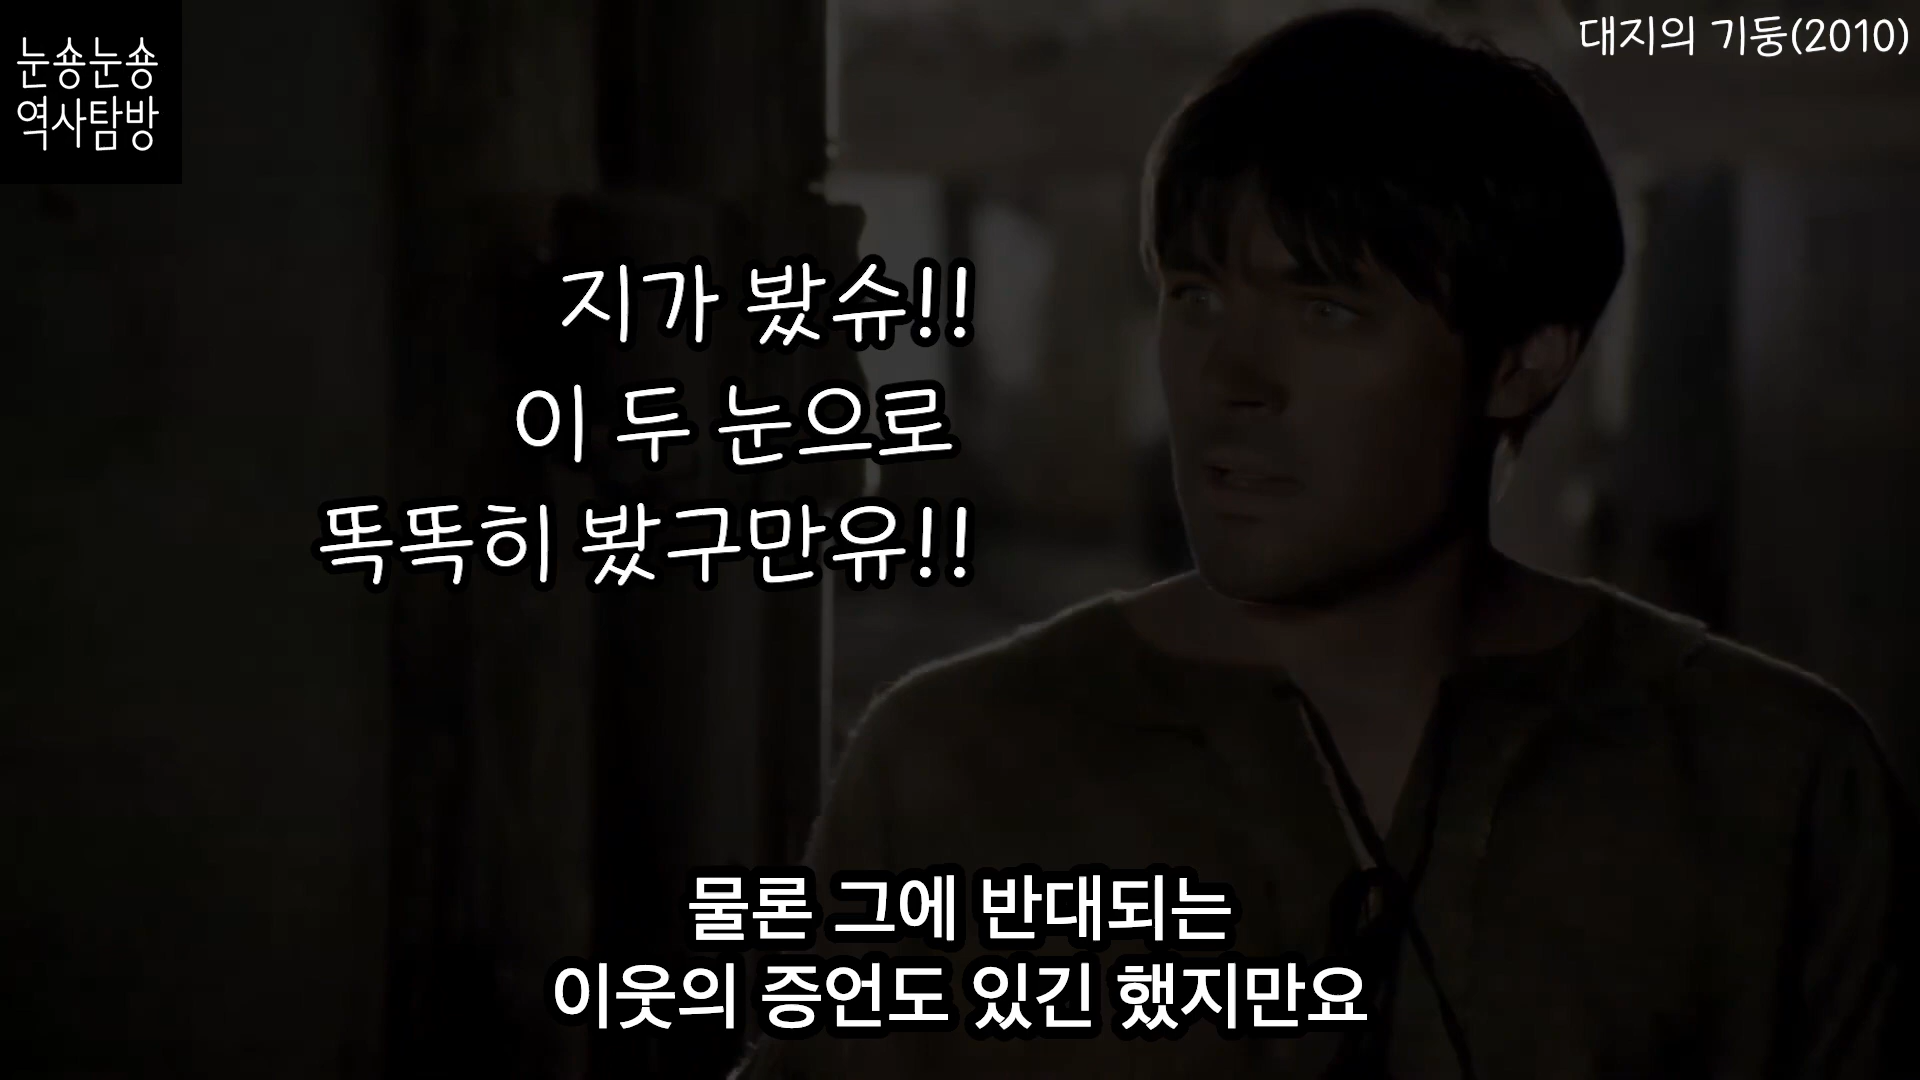 눈숑눈숑
역사탐방
대지의 기둥(2010)
지가 봤슈!!
이 두 눈으로
똑똑히 봤구만유!!
물론 그에 반대되는
이웃의 증언도 있긴 했지만요